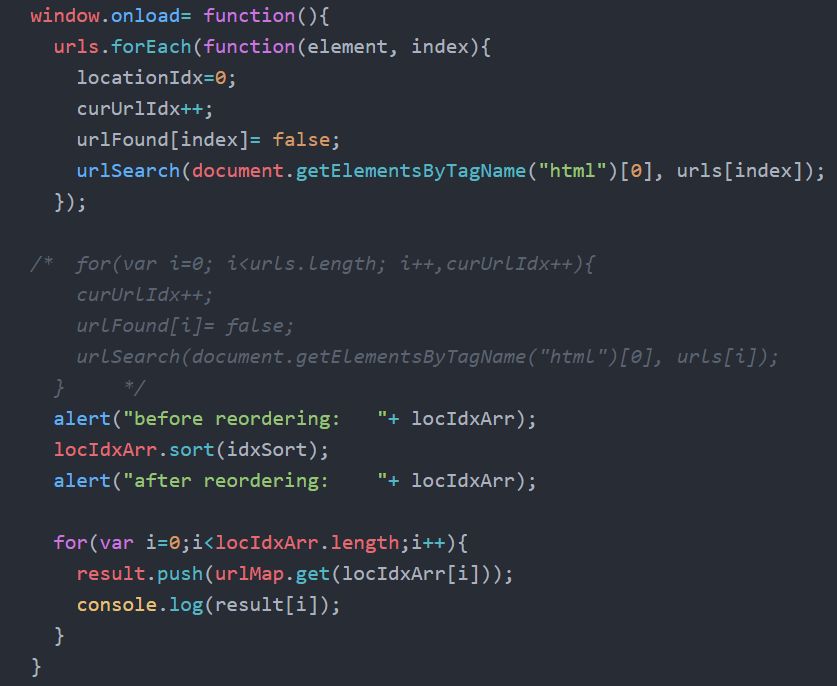 window.onload= function(){
  urls.forEach(function(element, index){
    locationIdx=0;
    curUrlIdx++;
    urlFound[index]= false;
    urlSearch(document.getElementsByTagName("html")[0], urls[index]);
  });

/*  for(var i=0; i<urls.length; i++,curUrlIdx++){
    curUrlIdx++;
    urlFound[i]= false;
    urlSearch(document.getElementsByTagName("html")[0], urls[i]);
  }     */
  alert("before reordering:   "+ locIdxArr);
  locIdxArr.sort(idxSort);
  alert("after reordering:    "+ locIdxArr);

  for(var i=0;i<locIdxArr.length;i++){
    result.push(urlMap.get(locIdxArr[i]));
    console.log(result[i]);
  }
}